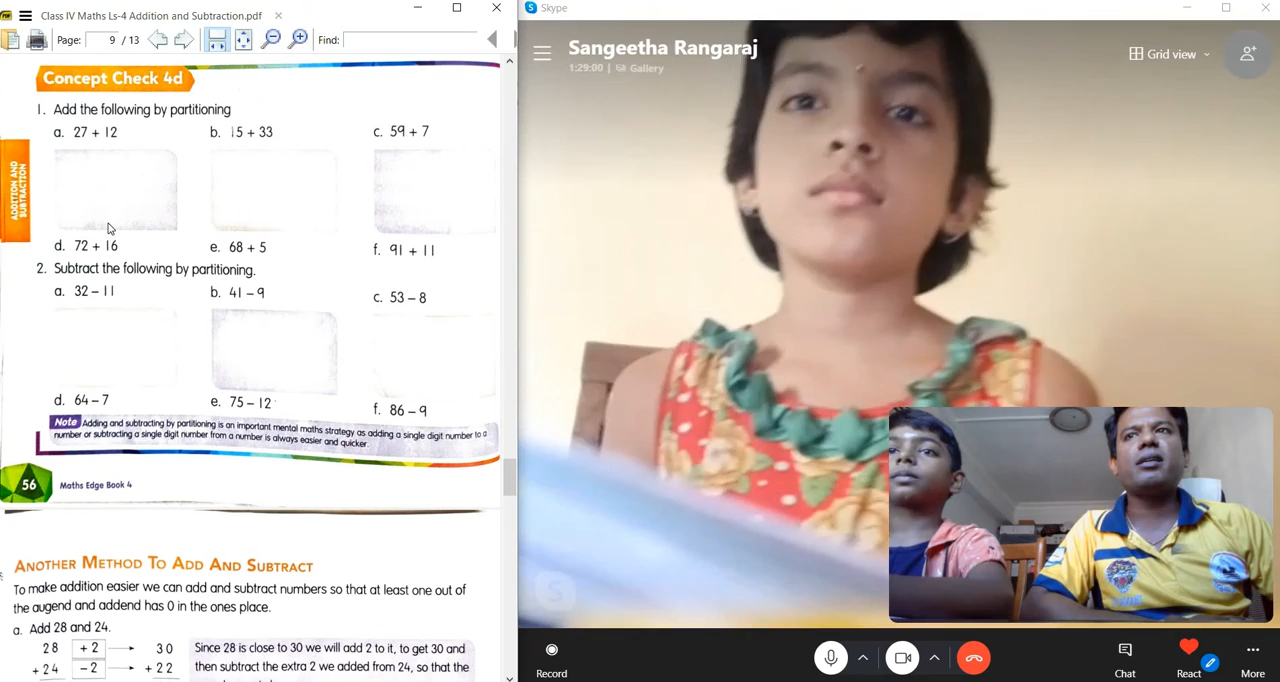 Class IV Maths Ls-4 Addition and Subtraction.pdf
Page: 9 / 13 Find:
Concept Check 4d
1. Add the following by partitioning
a. 27 + 12 b. 15 + 33 c. 59 + 7
ADDITION AND
SUBTRACTION
d. 72 + 16 e. 68 + 5 f. 91 + 11
2. Subtract the following by partitioning.
a. 32 – 11 b. 41 – 9 c. 53 – 8
d. 64 – 7 e. 75 – 12 f. 86 – 9
Note Adding and subtracting by partitioning is an important mental maths strategy as adding a single digit number to a
number or subtracting a single digit number from a number is always easier and quicker.
56 Maths Edge Book 4
ANOTHER METHOD TO ADD AND SUBTRACT
To make addition easier we can add and subtract numbers so that at least one out of
the augend and addend has 0 in the ones place.
a. Add 28 and 24.
28 + 2 → 30 Since 28 is close to 30 we will add 2 to it, to get 30 and
+ 24 – 2 → + 22 then subtract the extra 2 we added from 24, so that the
Skype
Sangeetha Rangaraj
1:29:00 | Gallery
Grid view
Record
Chat
React
More